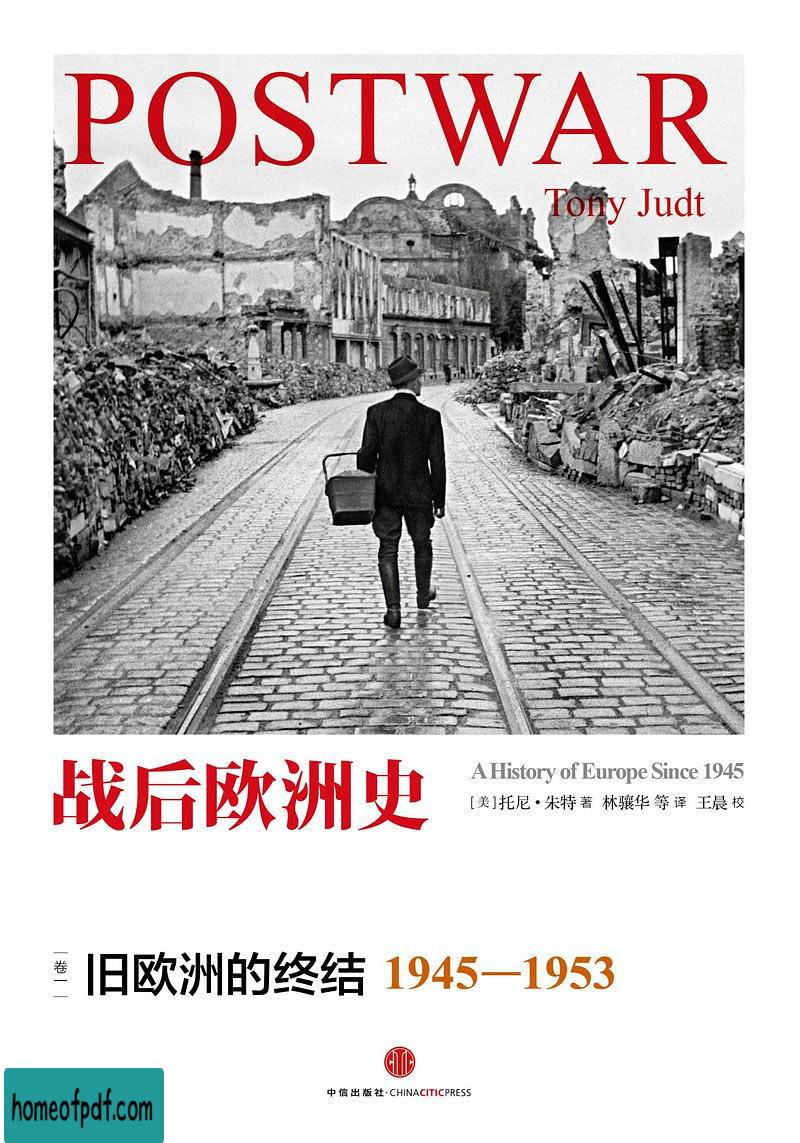 POSTWAR
Tony Judt
战后欧洲史
A History of Europe Since 1945
[美]托尼·朱特 著 林骧华 等 译 王晨 校
卷一
旧欧洲的终结 1945—1953
中信出版社·CHINACITICPRESS
homeofpdf.com